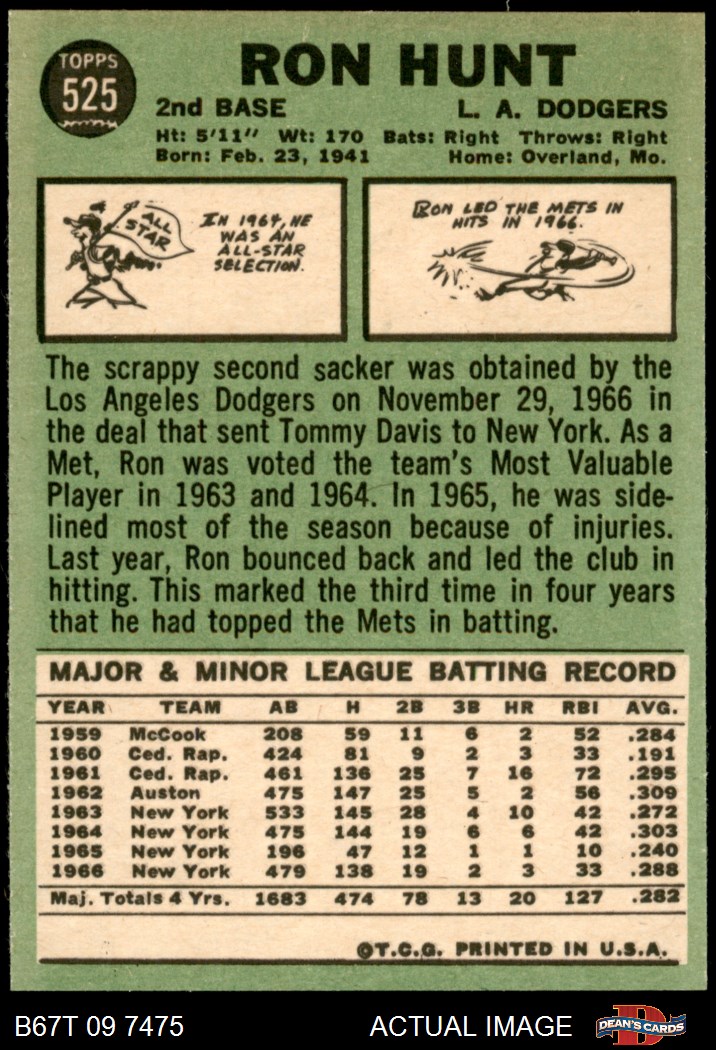 TOPPS
525
RON HUNT
2nd BASE L. A. DODGERS
Ht: 5'11" Wt: 170 Bats: Right Throws: Right
Born: Feb. 23, 1941 Home: Overland, Mo.
ALL
STAR
IN 1964, HE
WAS AN
ALL-STAR
SELECTION.
RON LED THE METS IN
HITS IN 1966.
The scrappy second sacker was obtained by the
Los Angeles Dodgers on November 29, 1966 in
the deal that sent Tommy Davis to New York. As a
Met, Ron was voted the team's Most Valuable
Player in 1963 and 1964. In 1965, he was side-
lined most of the season because of injuries.
Last year, Ron bounced back and led the club in
hitting. This marked the third time in four years
that he had topped the Mets in batting.
MAJOR & MINOR LEAGUE BATTING RECORD
YEAR TEAM AB H 2B 3B HR RBI AVG.
1959 McCook 208 59 11 6 2 52 .284
1960 Ced. Rap. 424 81 9 2 3 33 .191
1961 Ced. Rap. 461 136 25 7 16 72 .295
1962 Auston 475 147 25 5 2 56 .309
1963 New York 533 145 28 4 10 42 .272
1964 New York 475 144 19 6 6 42 .303
1965 New York 196 47 12 1 1 10 .240
1966 New York 479 138 19 2 3 33 .288
Maj. Totals 4 Yrs. 1683 474 78 13 20 127 .282
©T.C.G. PRINTED IN U.S.A.
B67T 09 7475 ACTUAL IMAGE
D
DEAN'S CARDS